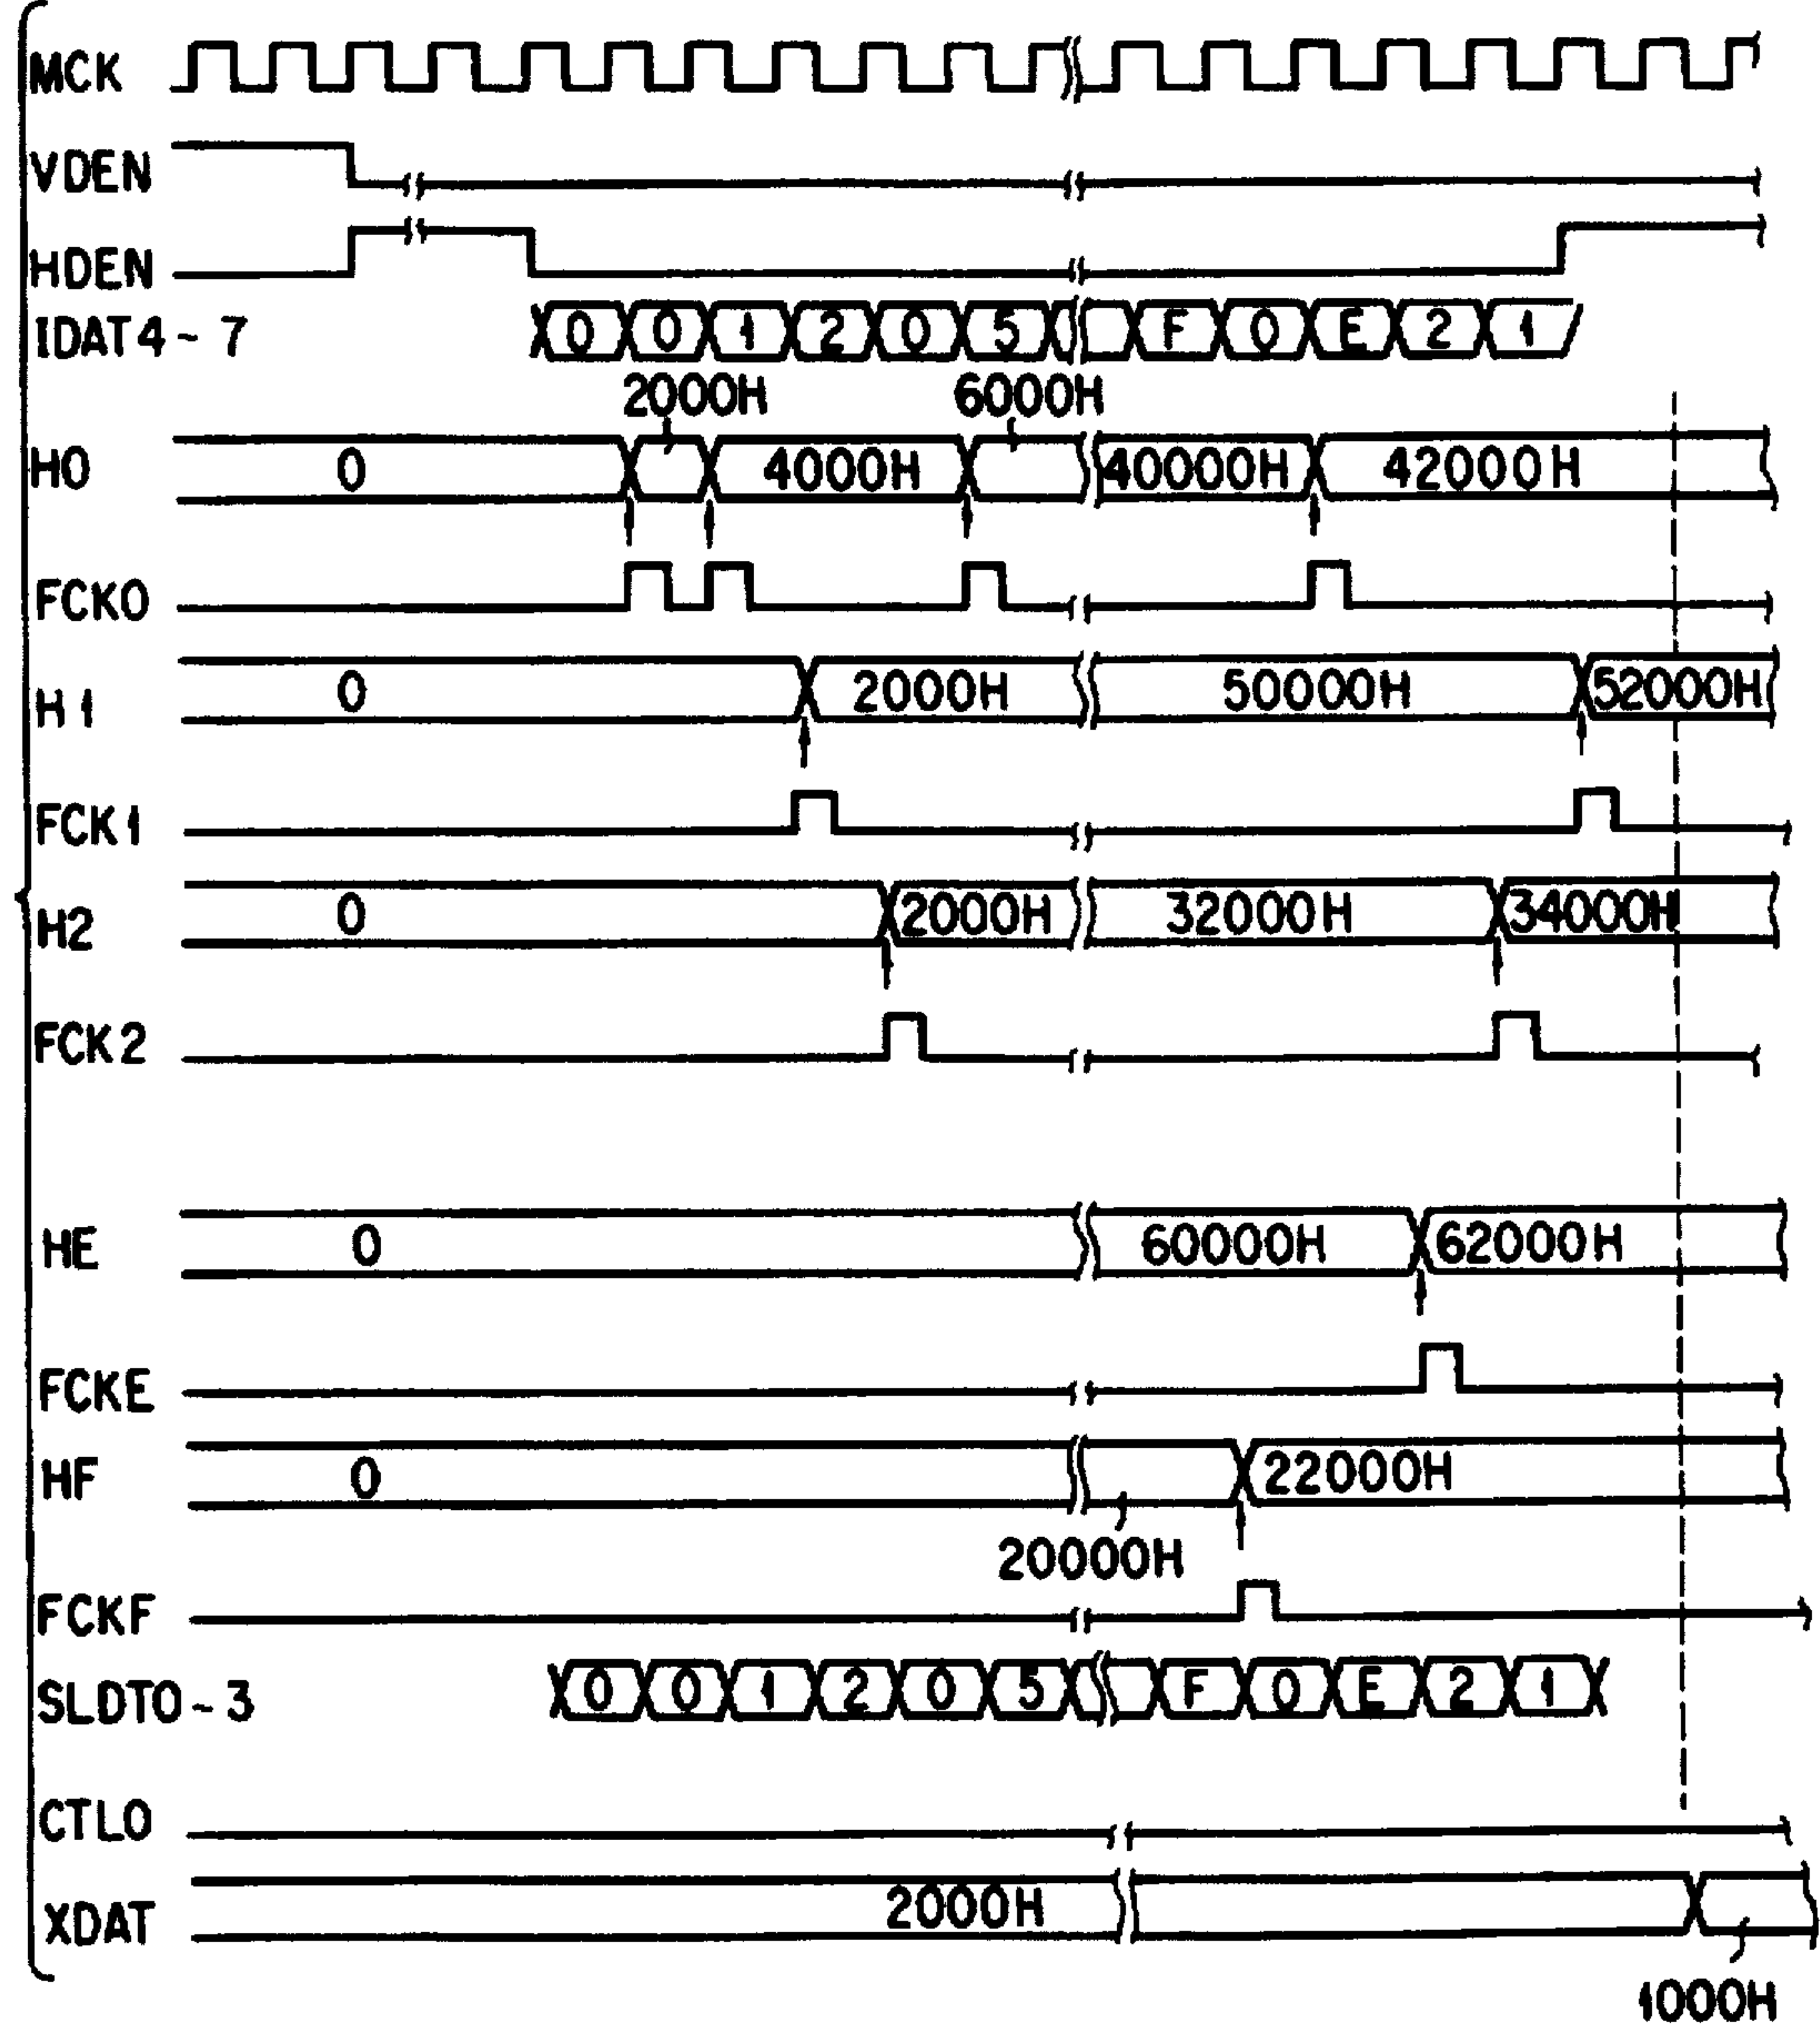 MCK
VDEN
HDEN
IDAT4~7 0 0 1 2 0 5 F 0 E 2 1
2000H 6000H
H0 0 4000H 40000H 42000H
FCK0
H1 0 2000H 50000H 52000H
FCK1
H2 0 2000H 32000H 34000H
FCK2
HE 0 60000H 62000H
FCKE
HF 0 22000H
20000H
FCKF
SLDT0~3 0 0 1 2 0 5 F 0 E 2 1
CTL0
XDAT 2000H
1000H